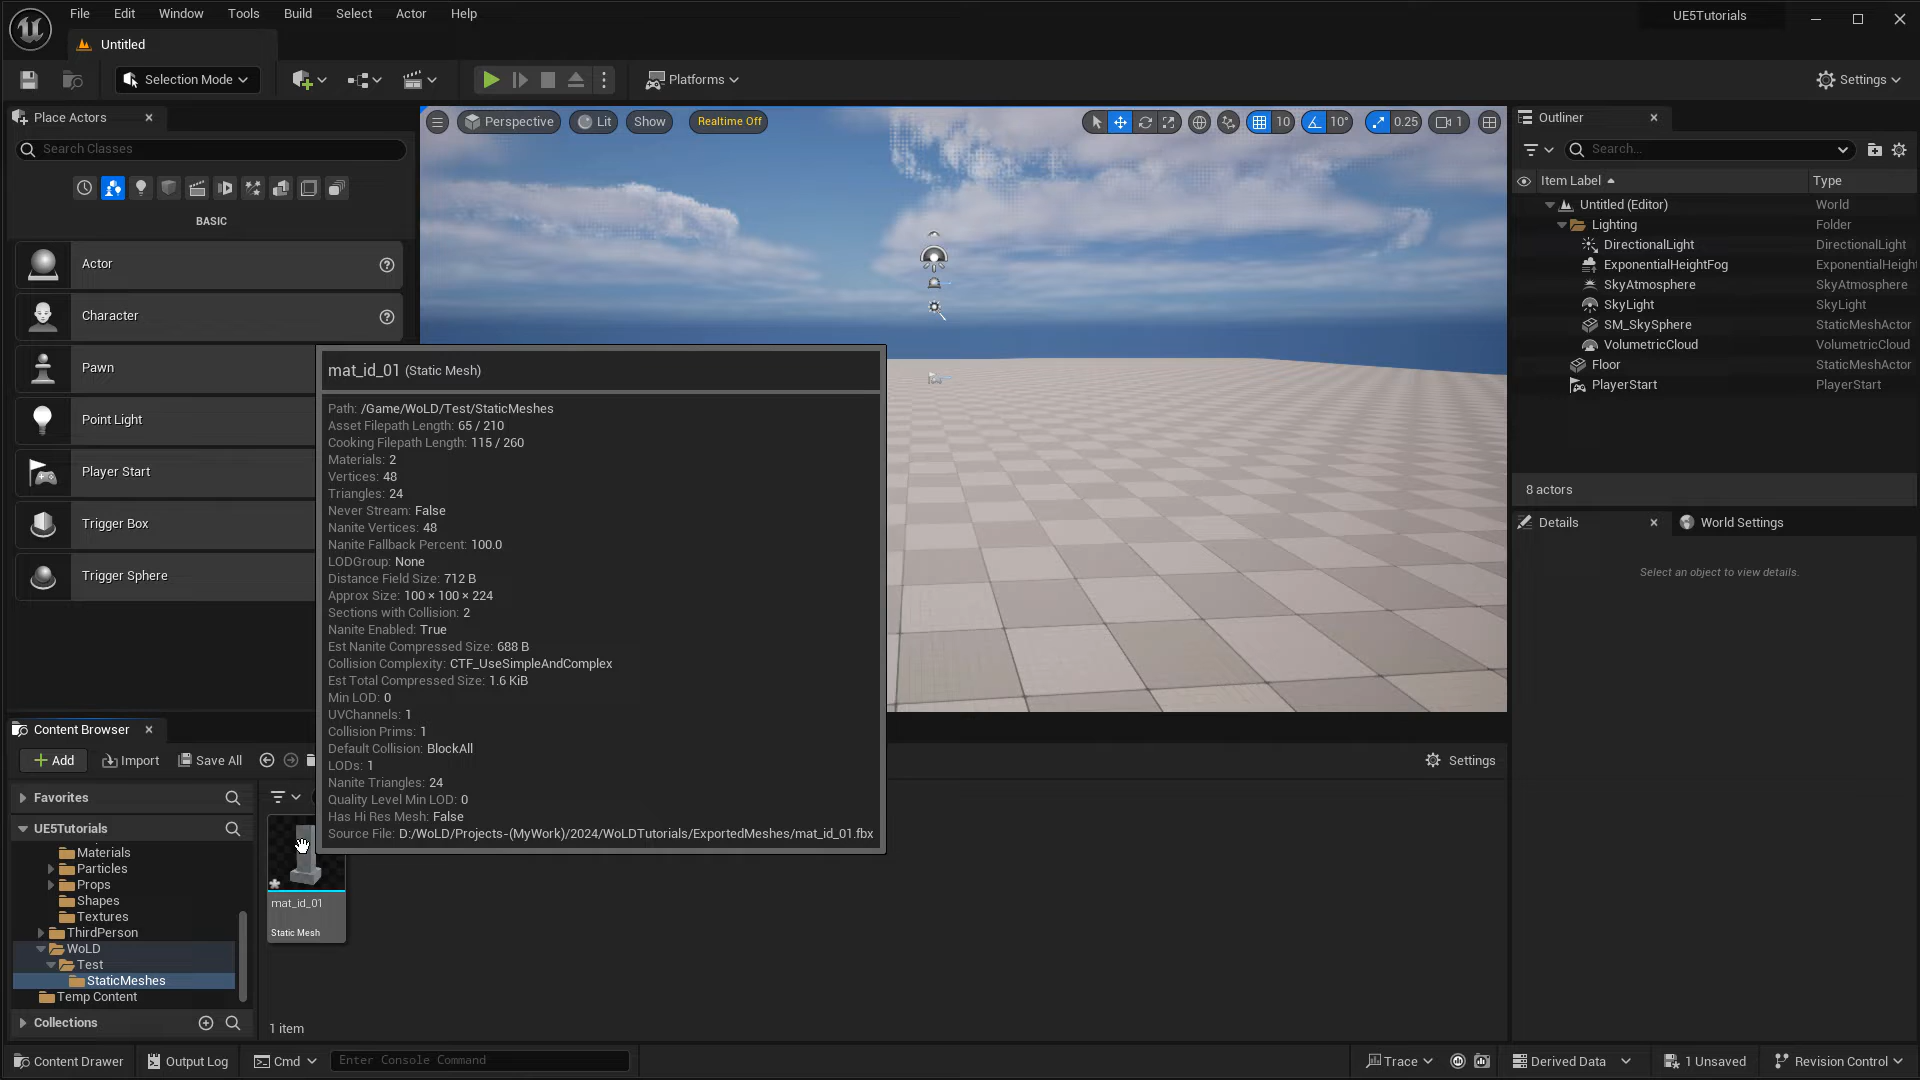 File Edit Window Tools Build Select Actor Help
UE5Tutorials
Untitled
Selection Mode
Platforms
Settings
Place Actors
Search Classes
BASIC
Actor
Character
Pawn
Point Light
Player Start
Trigger Box
Trigger Sphere
Perspective Lit Show Realtime Off
10 10° 0.25 1
mat_id_01 (Static Mesh)
Path: /Game/WoLD/Test/StaticMeshes
Asset Filepath Length: 65 / 210
Cooking Filepath Length: 115 / 260
Materials: 2
Vertices: 48
Triangles: 24
Never Stream: False
Nanite Vertices: 48
Nanite Fallback Percent: 100.0
LODGroup: None
Distance Field Size: 712 B
Approx Size: 100 × 100 × 224
Sections with Collision: 2
Nanite Enabled: True
Est Nanite Compressed Size: 688 B
Collision Complexity: CTF_UseSimpleAndComplex
Est Total Compressed Size: 1.6 KiB
Min LOD: 0
UVChannels: 1
Collision Prims: 1
Default Collision: BlockAll
LODs: 1
Nanite Triangles: 24
Quality Level Min LOD: 0
Has Hi Res Mesh: False
Source File: D:/WoLD/Projects-(MyWork)/2024/WoLDTutorials/ExportedMeshes/mat_id_01.fbx
Outliner
Search...
Item Label Type
Untitled (Editor) World
Lighting Folder
DirectionalLight DirectionalLight
ExponentialHeightFog ExponentialHeight
SkyAtmosphere SkyAtmosphere
SkyLight SkyLight
SM_SkySphere StaticMeshActor
VolumetricCloud VolumetricCloud
Floor StaticMeshActor
PlayerStart PlayerStart
8 actors
Details
World Settings
Select an object to view details.
Content Browser
Add Import Save All
Settings
Favorites
UE5Tutorials
Materials
Particles
Props
Shapes
Textures
ThirdPerson
WoLD
Test
StaticMeshes
Temp Content
Collections
mat_id_01
Static Mesh
1 item
Content Drawer Output Log Cmd Enter Console Command
Trace Derived Data 1 Unsaved Revision Control